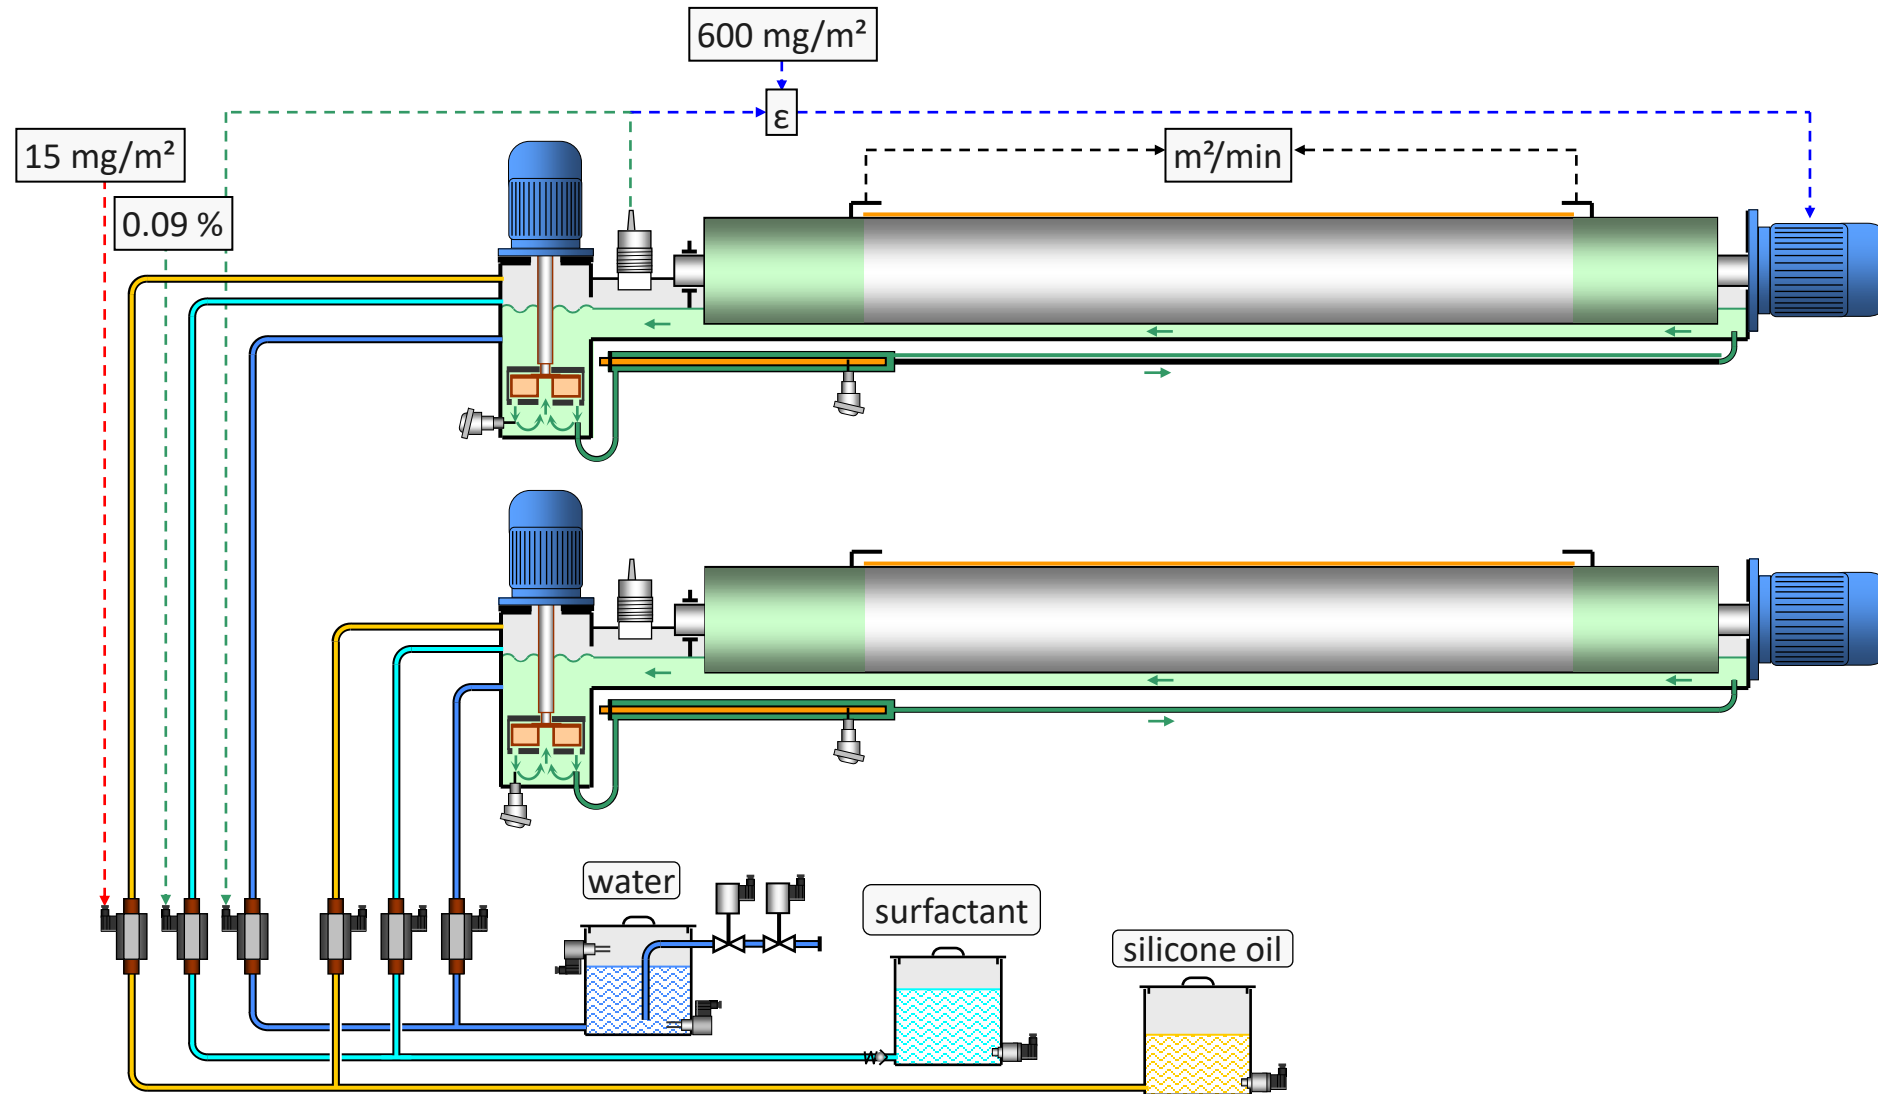 600 mg/m²
ε
15 mg/m²
m²/min
0.09 %
water
surfactant
silicone oil